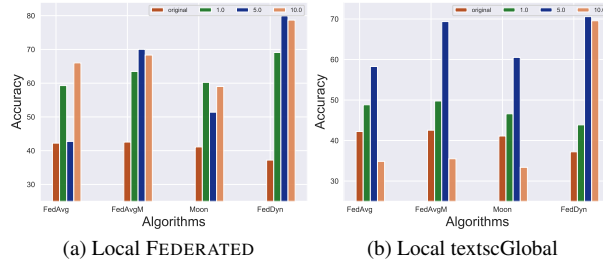 original 1.0 5.0 10.0
80
70
60
50
40
30
Accuracy
FedAvg FedAvgM Moon FedDyn
Algorithms
(a) Local FEDERATED
original 1.0 5.0 10.0
70
60
50
40
30
Accuracy
FedAvg FedAvgM Moon FedDyn
Algorithms
(b) Local textscGlobal